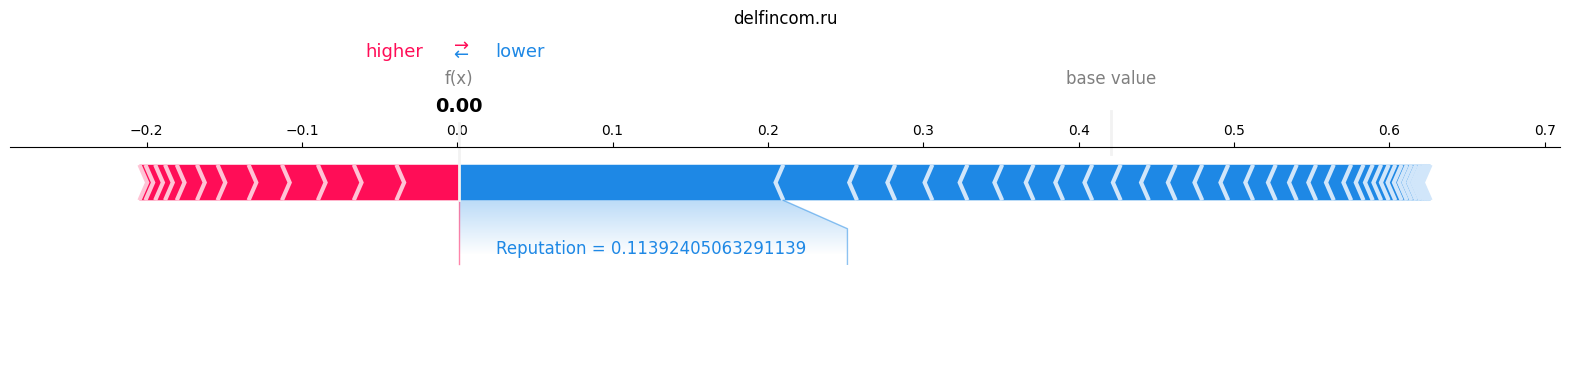 delfincom.ru
higher ⇄ lower
f(x) base value
0.00
−0.2 −0.1 0.0 0.1 0.2 0.3 0.4 0.5 0.6 0.7
Reputation = 0.11392405063291139